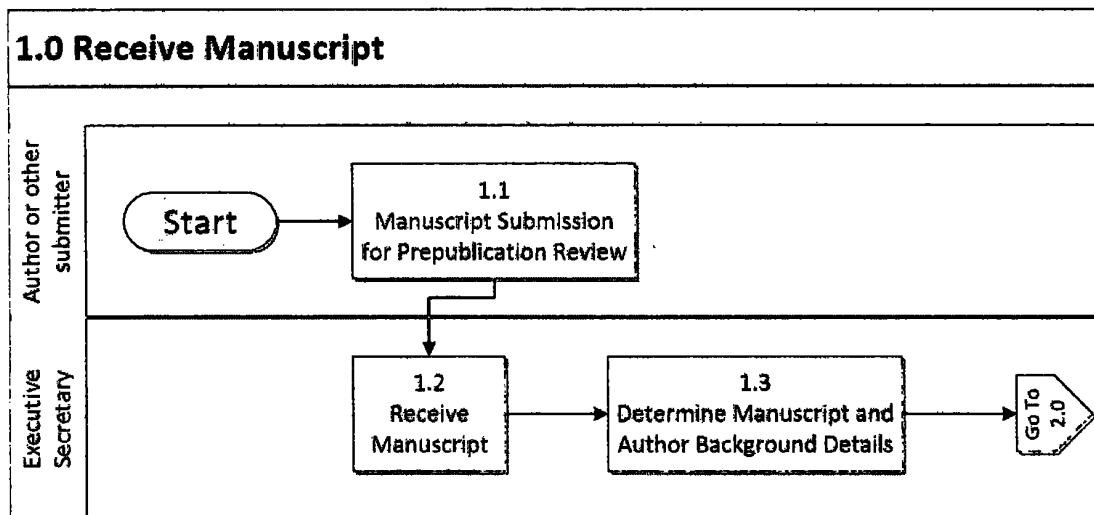 1.0 Receive Manuscript
Author or other
submitter
Start
1.1
Manuscript Submission
for Prepublication Review
Executive
Secretary
1.2
Receive
Manuscript
1.3
Determine Manuscript and
Author Background Details
Go To
2.0